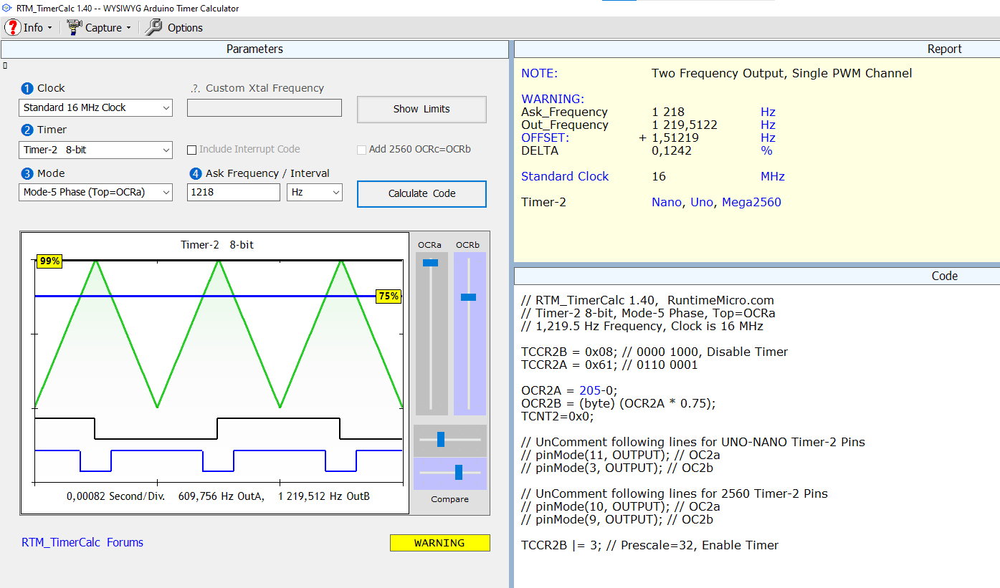 RTM_TimerCalc 1.40 -- WYSIWYG Arduino Timer Calculator
? Info Capture Options
Parameters
1 Clock
.?. Custom Xtal Frequency
Standard 16 MHz Clock
Show Limits
2 Timer
Timer-2 8-bit
Include Interrupt Code
Add 2560 OCRc=OCRb
3 Mode
4 Ask Frequency / Interval
Mode-5 Phase (Top=OCRa)
1218
Hz
Calculate Code
Timer-2 8-bit
99%
75%
0,00082 Second/Div. 609,756 Hz OutA, 1 219,512 Hz OutB
OCRa OCRb
Compare
RTM_TimerCalc Forums
WARNING
Report
NOTE: Two Frequency Output, Single PWM Channel
WARNING:
Ask_Frequency 1 218 Hz
Out_Frequency 1 219,5122 Hz
OFFSET: + 1,51219 Hz
DELTA 0,1242 %
Standard Clock 16 MHz
Timer-2 Nano, Uno, Mega2560
Code
// RTM_TimerCalc 1.40, RuntimeMicro.com
// Timer-2 8-bit, Mode-5 Phase, Top=OCRa
// 1,219.5 Hz Frequency, Clock is 16 MHz
TCCR2B = 0x08; // 0000 1000, Disable Timer
TCCR2A = 0x61; // 0110 0001
OCR2A = 205-0;
OCR2B = (byte) (OCR2A * 0.75);
TCNT2=0x0;
// UnComment following lines for UNO-NANO Timer-2 Pins
// pinMode(11, OUTPUT); // OC2a
// pinMode(3, OUTPUT); // OC2b
// UnComment following lines for 2560 Timer-2 Pins
// pinMode(10, OUTPUT); // OC2a
// pinMode(9, OUTPUT); // OC2b
TCCR2B |= 3; // Prescale=32, Enable Timer